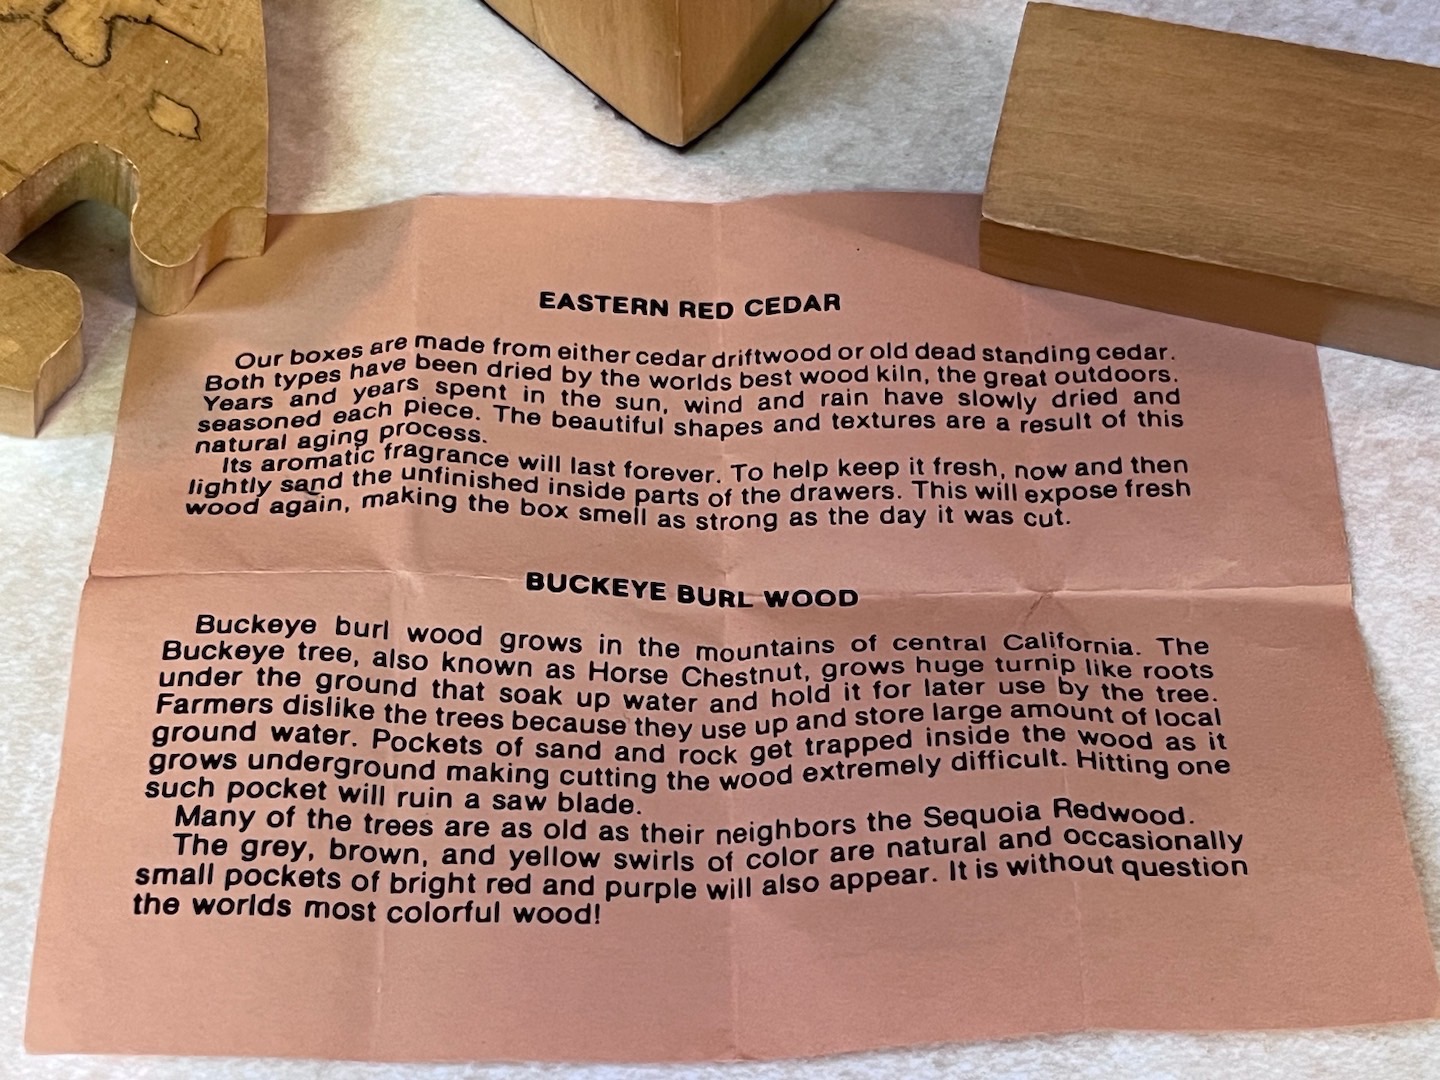 EASTERN RED CEDAR
Our boxes are made from either cedar driftwood or old dead standing cedar.
Both types have been dried by the worlds best wood kiln, the great outdoors.
Years and years spent in the sun, wind and rain have slowly dried and
seasoned each piece. The beautiful shapes and textures are a result of this
natural aging process.
Its aromatic fragrance will last forever. To help keep it fresh, now and then
lightly sand the unfinished inside parts of the drawers. This will expose fresh
wood again, making the box smell as strong as the day it was cut.
BUCKEYE BURL WOOD
Buckeye burl wood grows in the mountains of central California. The
Buckeye tree, also known as Horse Chestnut, grows huge turnip like roots
under the ground that soak up water and hold it for later use by the tree.
Farmers dislike the trees because they use up and store large amount of local
ground water. Pockets of sand and rock get trapped inside the wood as it
grows underground making cutting the wood extremely difficult. Hitting one
such pocket will ruin a saw blade.
Many of the trees are as old as their neighbors the Sequoia Redwood.
The grey, brown, and yellow swirls of color are natural and occasionally
small pockets of bright red and purple will also appear. It is without question
the worlds most colorful wood!